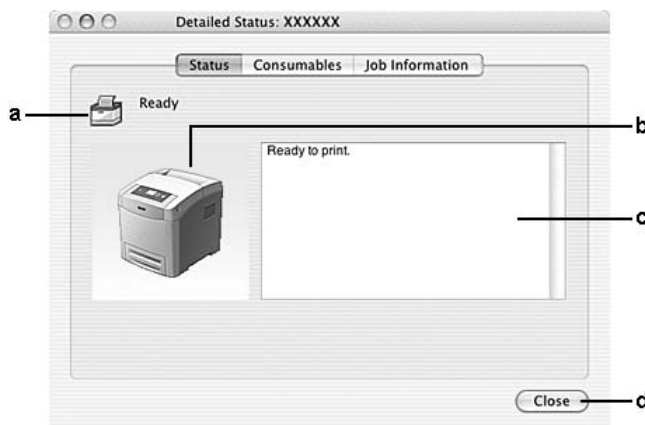 Detailed Status: XXXXXX
Status Consumables Job Information
a
Ready
b
Ready to print.
c
Close
d